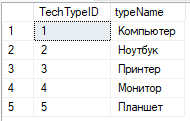 TechTypeID typeName
1 1 Компьютер
2 2 Ноутбук
3 3 Принтер
4 4 Монитор
5 5 Планшет